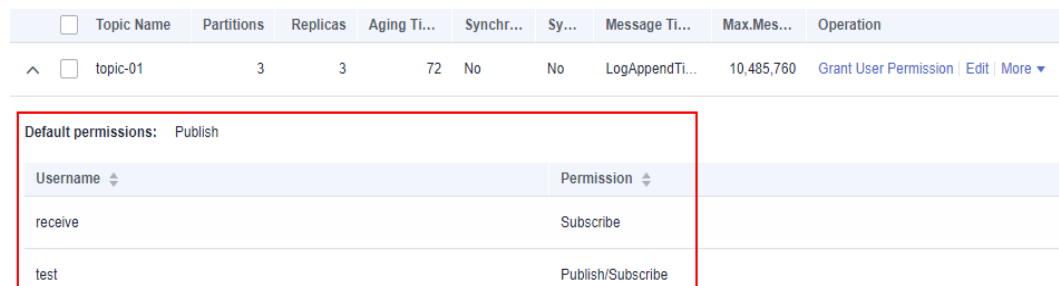 Topic Name Partitions Replicas Aging Ti... Synchr... Sy... Message Ti... Max.Mes... Operation
topic-01 3 3 72 No No LogAppendTi... 10,485,760 Grant User Permission | Edit | More
Default permissions: Publish
Username Permission
receive Subscribe
test Publish/Subscribe